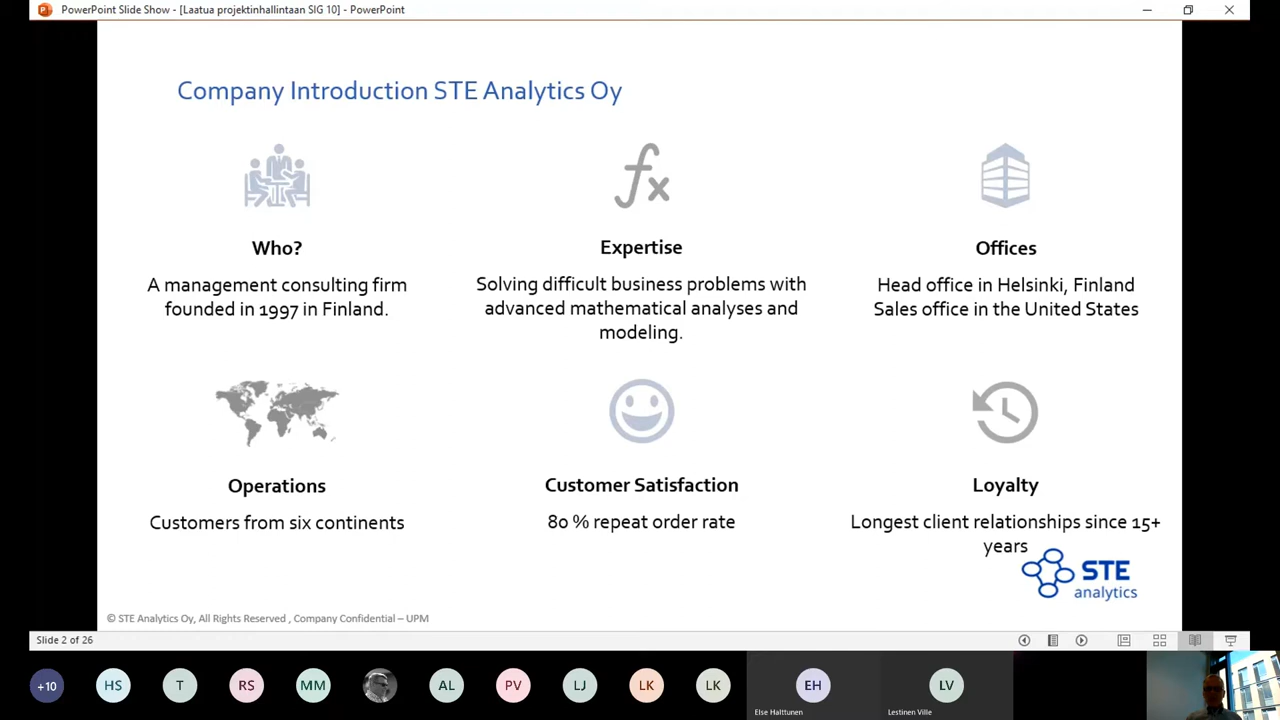 PowerPoint Slide Show - [Laatua projektinhallintaan SIG 10] - PowerPoint
Company Introduction STE Analytics Oy
fx
Who?
A management consulting firm
founded in 1997 in Finland.
Expertise
Solving difficult business problems with
advanced mathematical analyses and
modeling.
Offices
Head office in Helsinki, Finland
Sales office in the United States
Operations
Customers from six continents
Customer Satisfaction
80 % repeat order rate
Loyalty
Longest client relationships since 15+
years
STE
analytics
© STE Analytics Oy, All Rights Reserved , Company Confidential – UPM
Slide 2 of 26
+10 HS T RS MM AL PV LJ LK LK EH LV
Else Halttunen Lestinen Ville